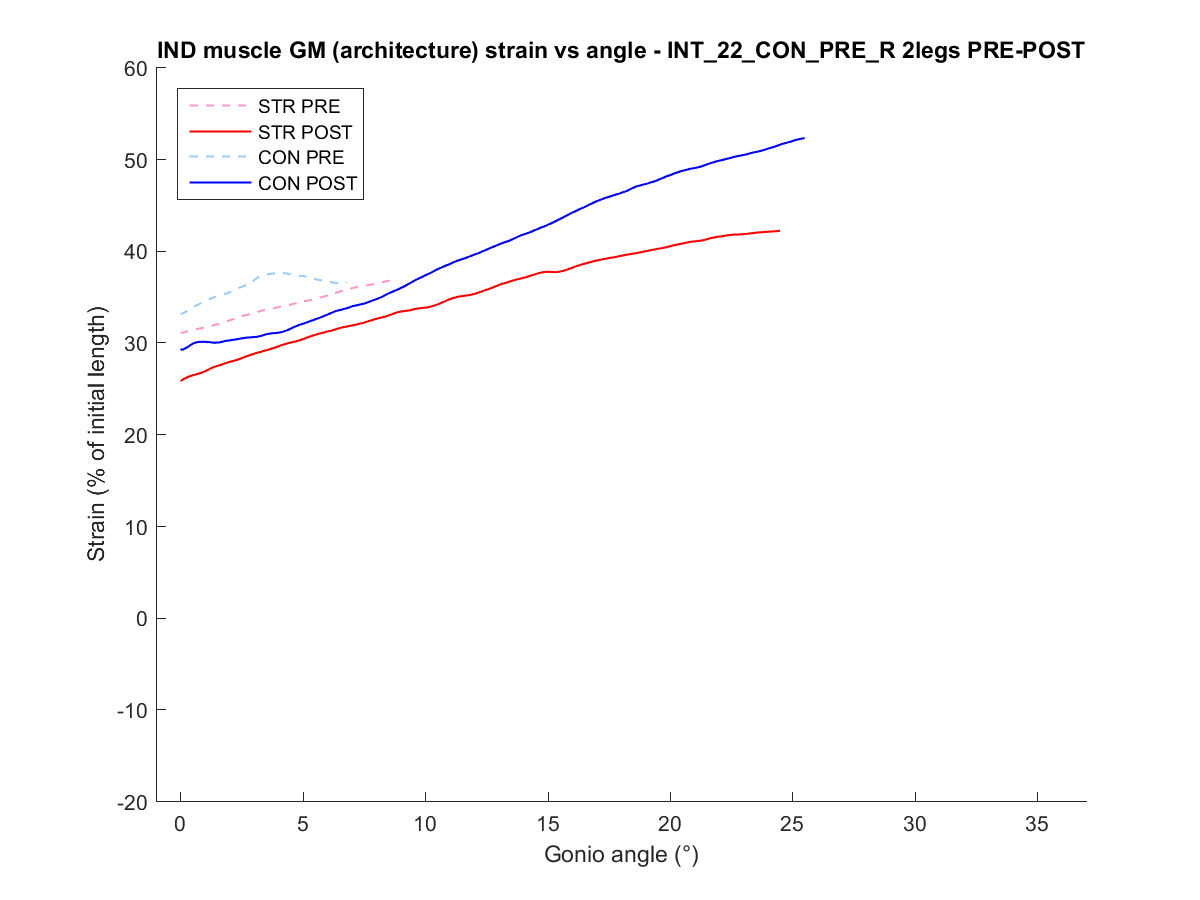 IND muscle GM (architecture) strain vs angle - INT_22_CON_PRE_R 2legs PRE-POST
60
STR PRE
STR POST
CON PRE
CON POST
50
40
30
20
10
0
-10
-20
Strain (% of initial length)
0 5 10 15 20 25 30 35
Gonio angle (°)